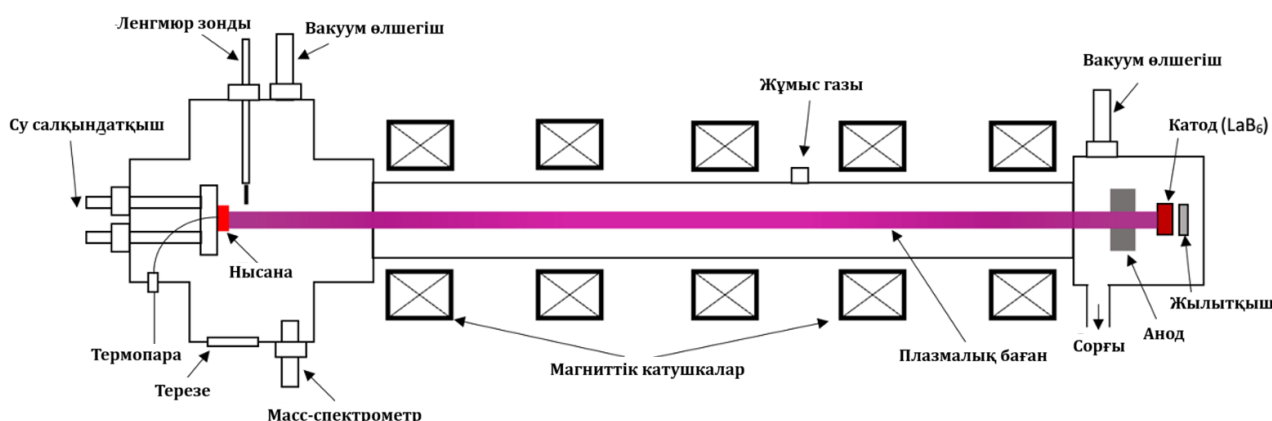 Ленгмюр зонды
Вакуум өлшегіш
Вакуум өлшегіш
Жұмыс газы
Су салқындатқыш
Катод (LaB₆)
Нысана
Жылытқыш
Термопара
Терезе
Масс-спектрометр
Магниттік катушкалар
Плазмалық баған
Сорғы
Анод